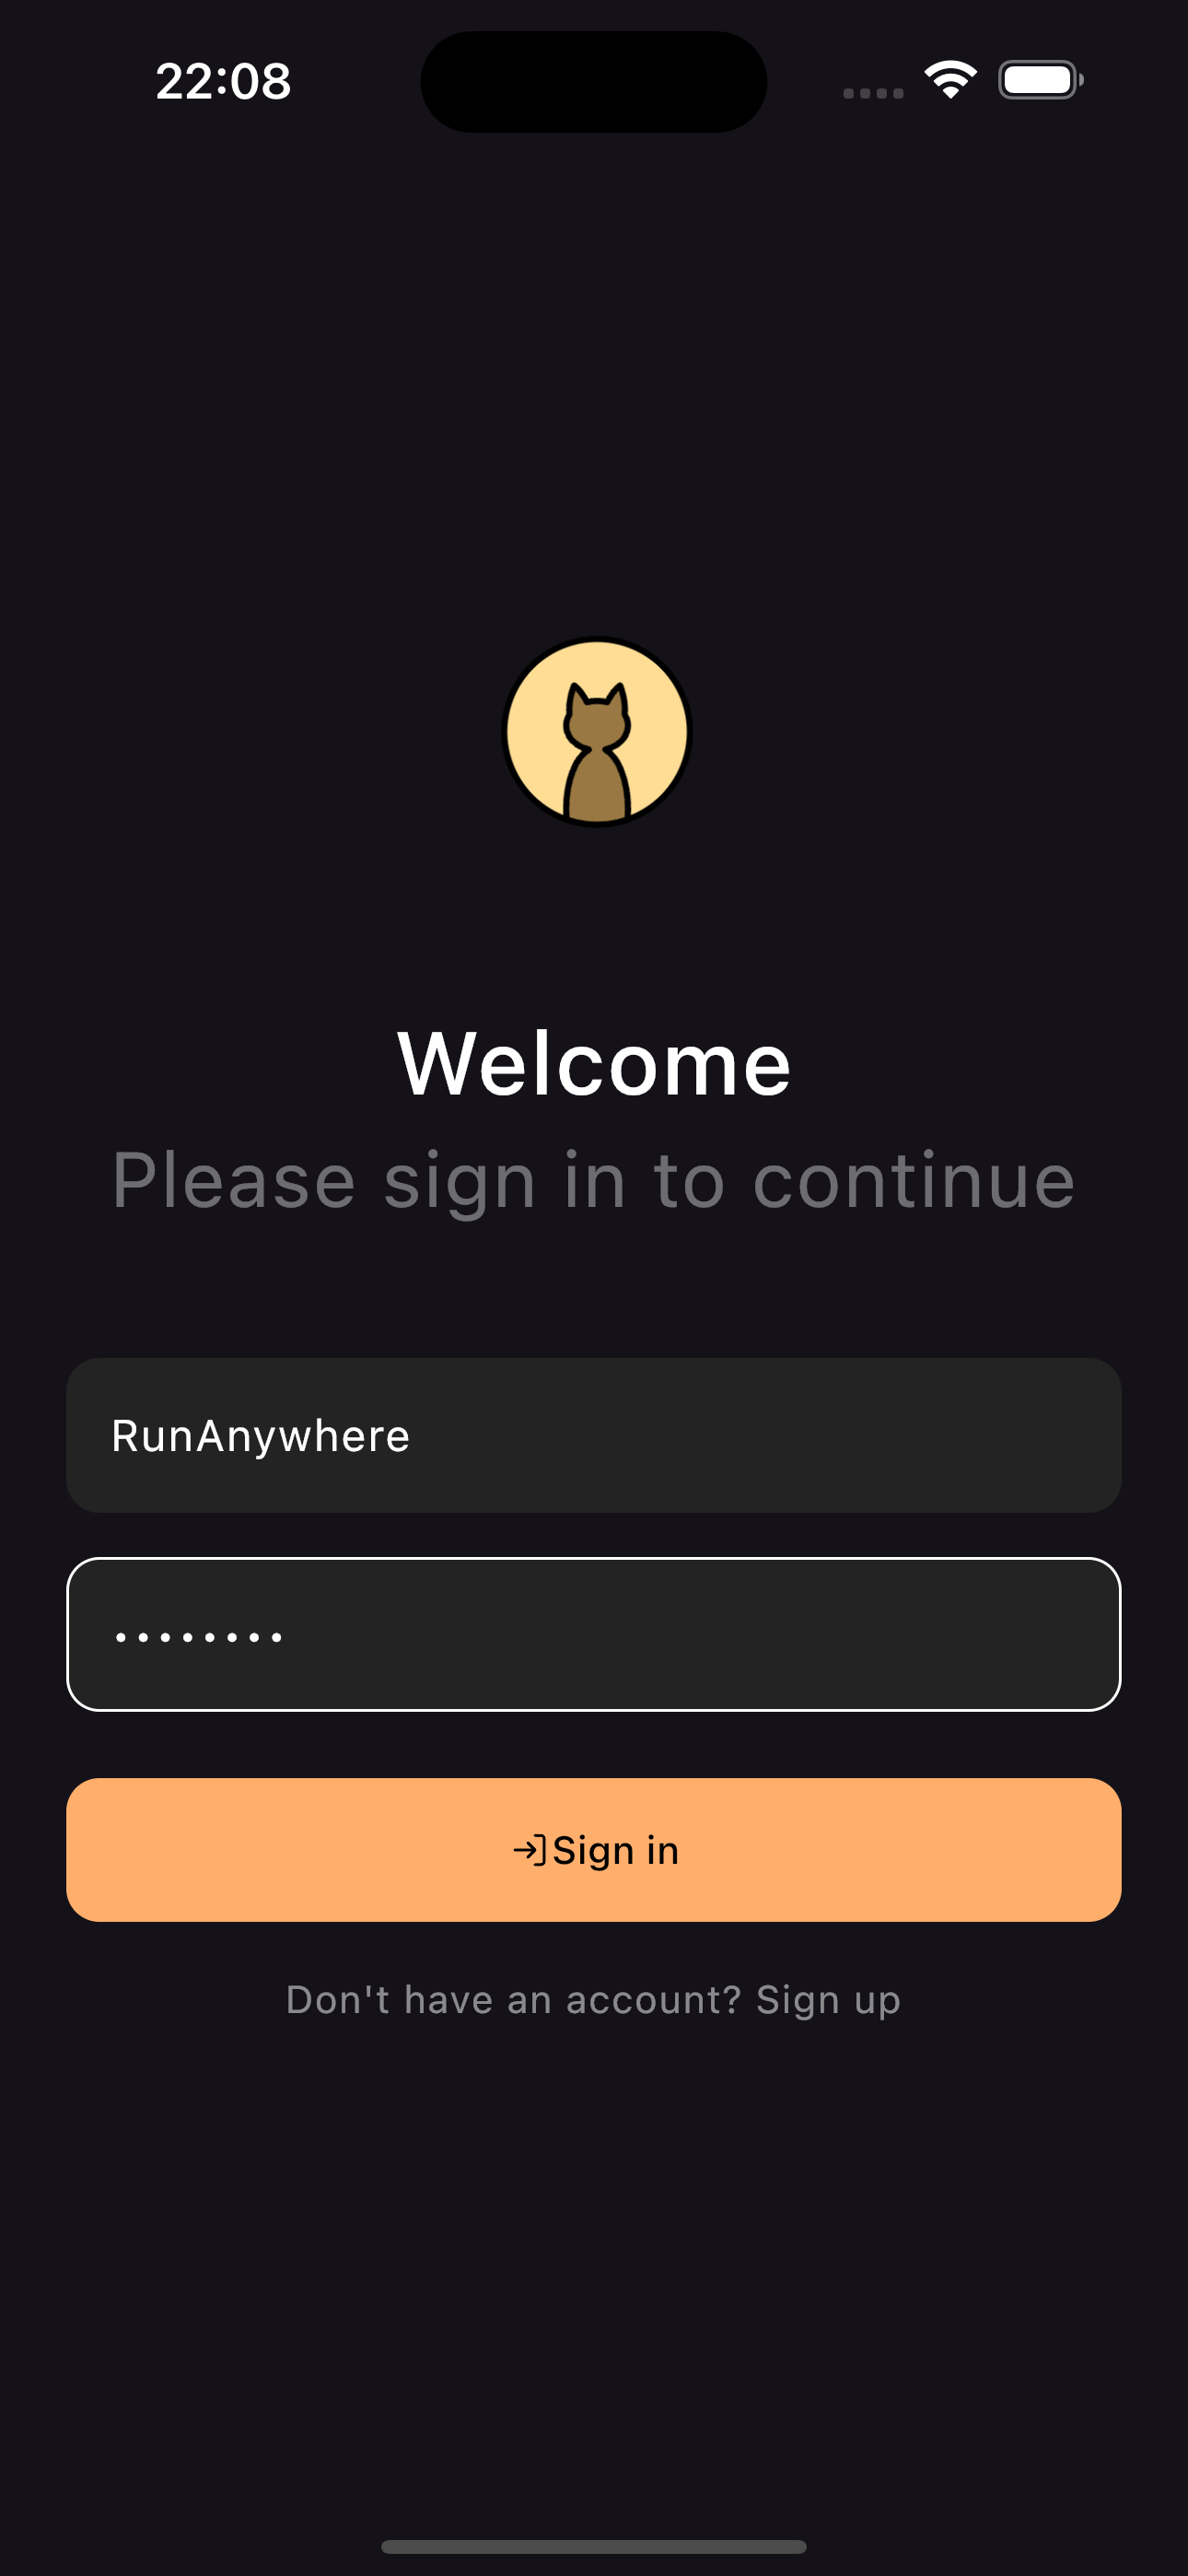 22:08
Welcome
Please sign in to continue
RunAnywhere
••••••••
Sign in
Don't have an account? Sign up